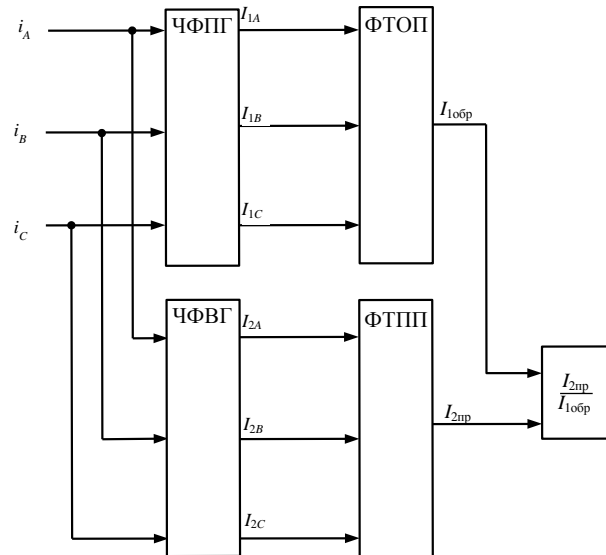 i_A
ЧФПГ
I_1A
ФТОП
i_B
I_1B
I_1обр
i_C
I_1C
ЧФВГ
I_2A
ФТПП
I_2B
I_2пр
I_2пр
I_1обр
I_2C